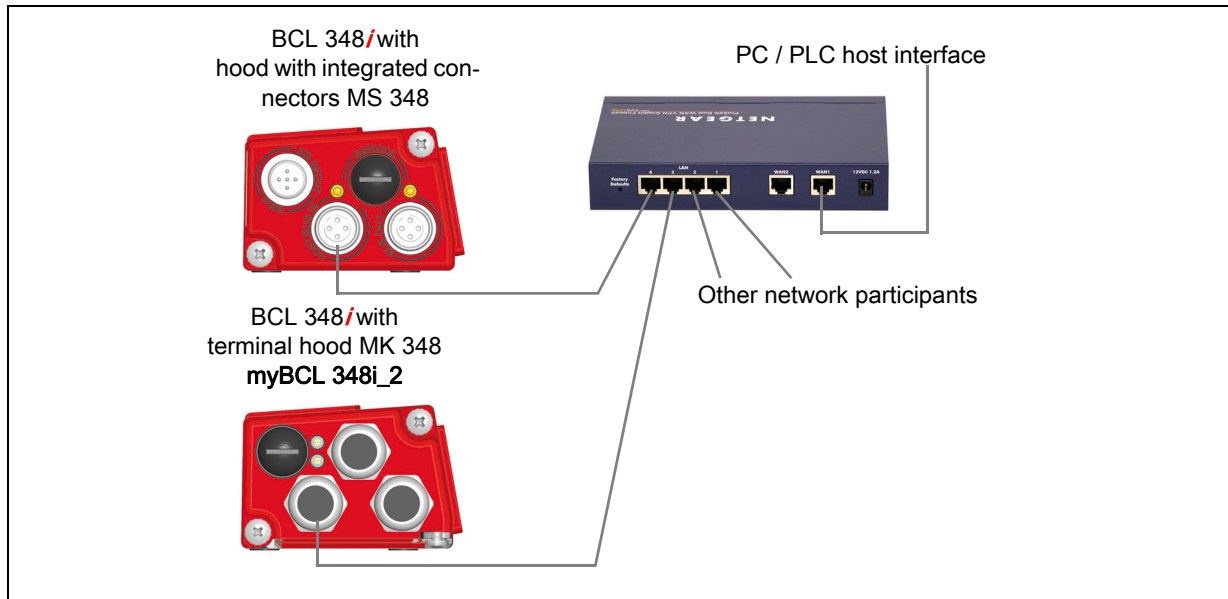 BCL 348i with
hood with integrated con-
nectors MS 348
PC / PLC host interface
NETGEAR
SERVICE
LAN
Factory
Defaults
4 3 2 1
WAN2
WAN1
12VDC 1.2A
Other network participants
BCL 348i with
terminal hood MK 348
myBCL 348i_2